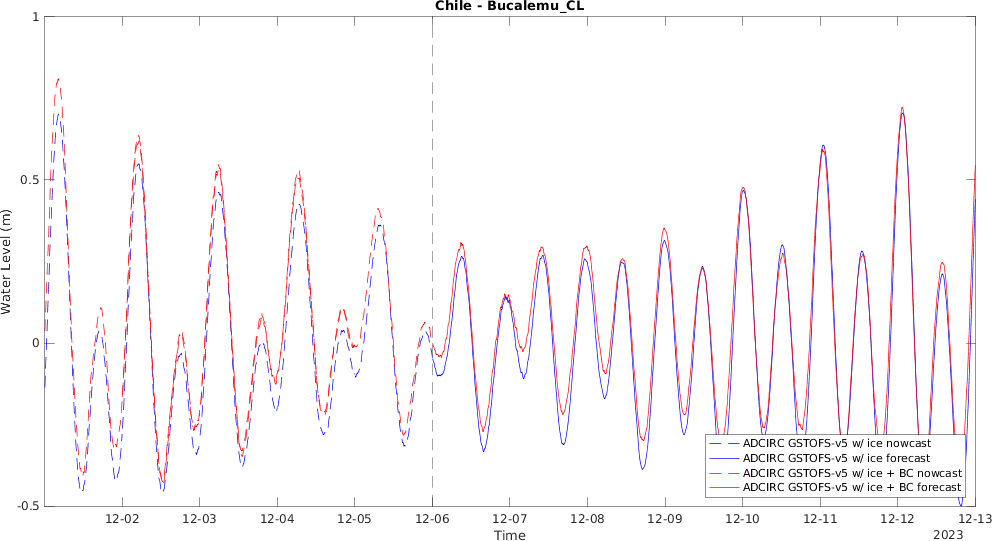 Chile - Bucalemu_CL
1
0.5
0
-0.5
Water Level (m)
ADCIRC GSTOFS-v5 w/ ice nowcast
ADCIRC GSTOFS-v5 w/ ice forecast
ADCIRC GSTOFS-v5 w/ ice + BC nowcast
ADCIRC GSTOFS-v5 w/ ice + BC forecast
12-02 12-03 12-04 12-05 12-06 12-07 12-08 12-09 12-10 12-11 12-12 12-13
Time
2023